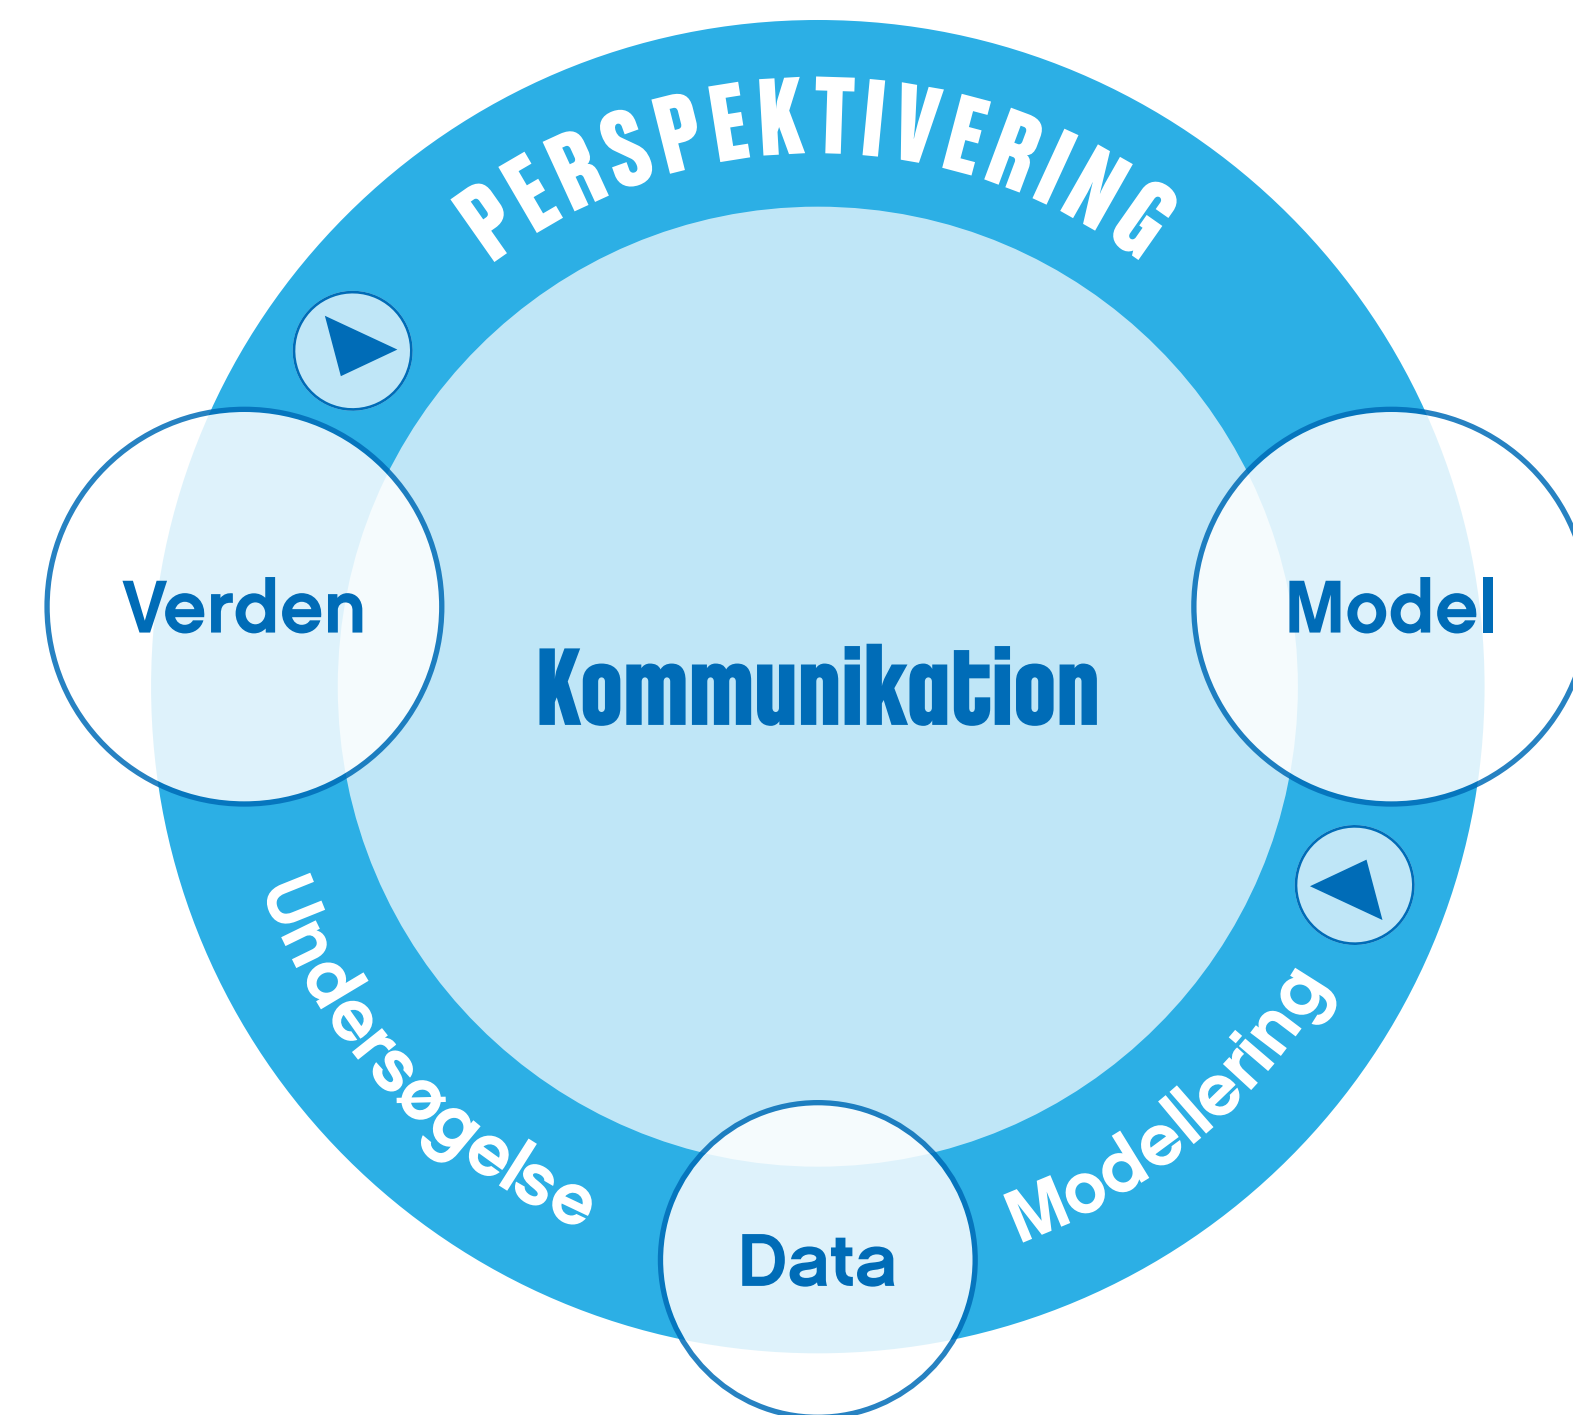 PERSPEKTIVERING
Verden
Model
Kommunikation
Undersøgelse
Modellering
Data